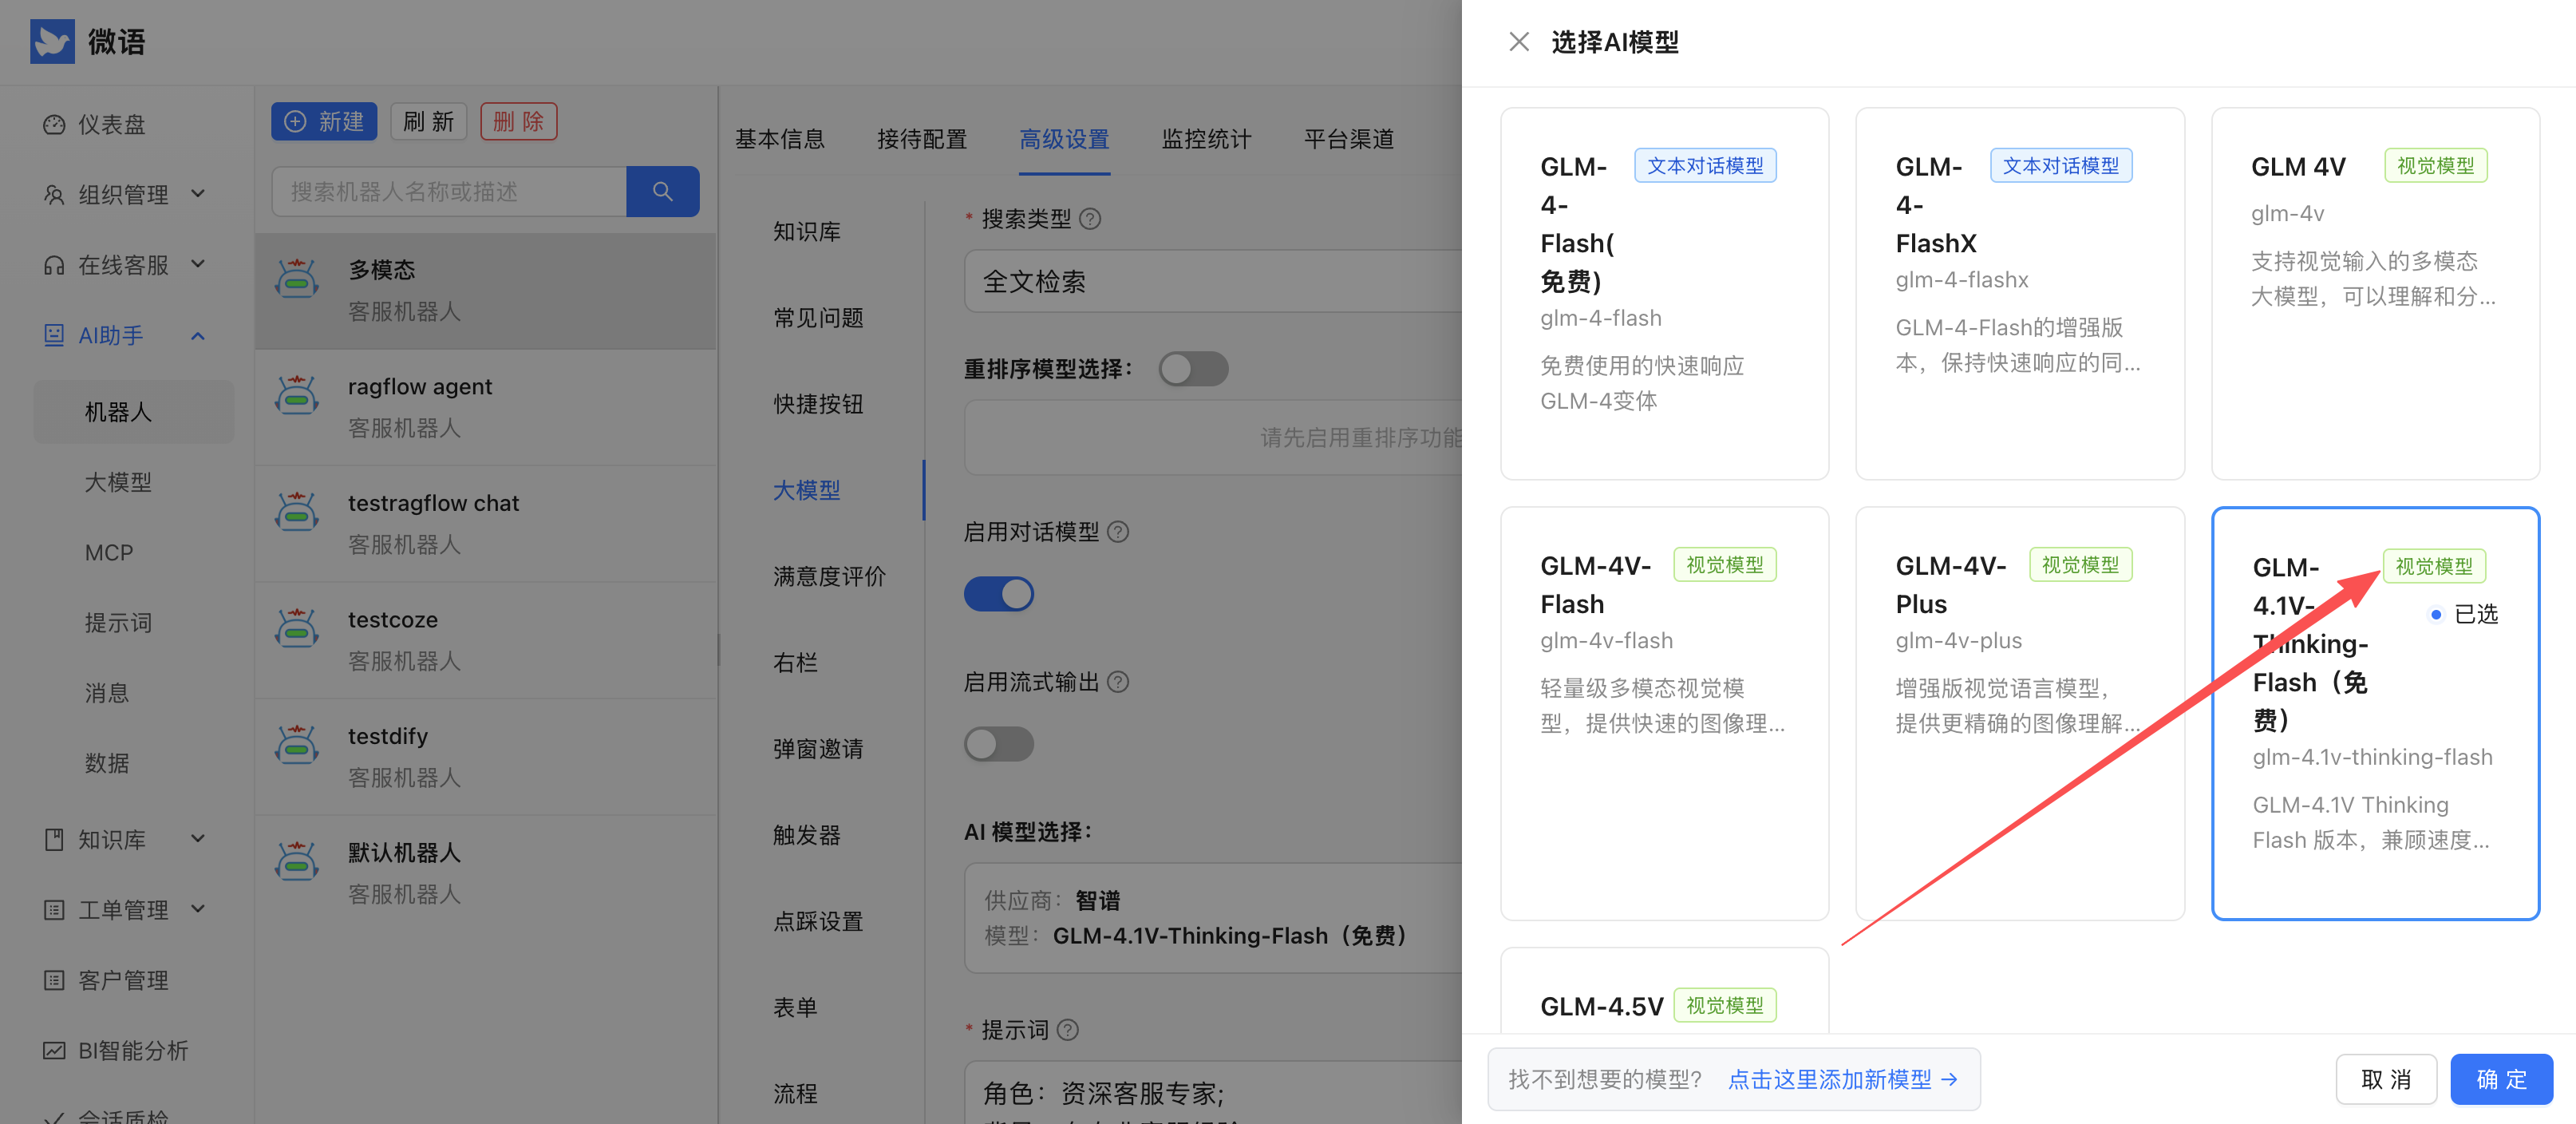 微语
仪表盘
组织管理
在线客服
AI助手
机器人
大模型
MCP
提示词
消息
数据
知识库
工单管理
客户管理
BI智能分析
会话质检
新建
刷 新
删 除
搜索机器人名称或描述
多模态
客服机器人
ragflow agent
客服机器人
testragflow chat
客服机器人
testcoze
客服机器人
testdify
客服机器人
默认机器人
客服机器人
基本信息
接待配置
高级设置
监控统计
平台渠道
知识库
常见问题
快捷按钮
大模型
满意度评价
右栏
弹窗邀请
触发器
点踩设置
表单
流程
* 搜索类型
全文检索
重排序模型选择：
请先启用重排序功能
启用对话模型
启用流式输出
AI 模型选择：
供应商： 智谱
模型： GLM-4.1V-Thinking-Flash（免费）
* 提示词
角色：资深客服专家;
选择AI模型
GLM-
4-
Flash(
免费)
文本对话模型
glm-4-flash
免费使用的快速响应
GLM-4变体
GLM-
4-
FlashX
文本对话模型
glm-4-flashx
GLM-4-Flash的增强版
本，保持快速响应的同...
GLM 4V
视觉模型
glm-4v
支持视觉输入的多模态
大模型，可以理解和分...
GLM-4V-
Flash
视觉模型
glm-4v-flash
轻量级多模态视觉模
型，提供快速的图像理...
GLM-4V-
Plus
视觉模型
glm-4v-plus
增强版视觉语言模型，
提供更精确的图像理解...
GLM-
4.1V-
Thinking-
Flash（免
费）
视觉模型
已选
glm-4.1v-thinking-flash
GLM-4.1V Thinking
Flash 版本，兼顾速度...
GLM-4.5V
视觉模型
找不到想要的模型？ 点击这里添加新模型 →
取 消
确 定